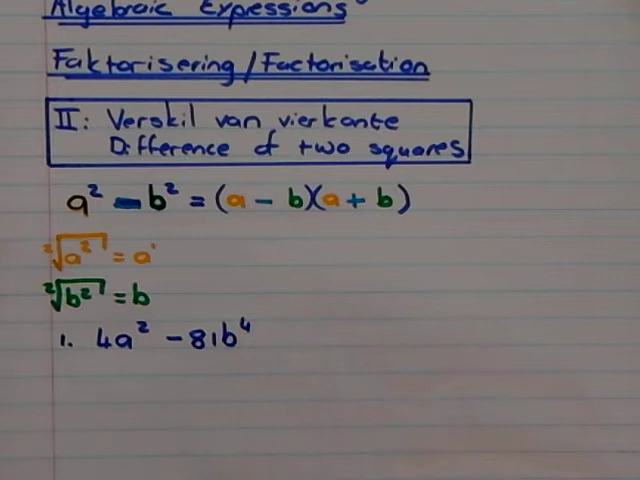 Algebraic Expressions
Faktorisering/Factorisation
II: Verskil van vierkante
Difference of two squares
a² - b² = (a - b)(a + b)
²√a² = a
²√b² = b
1. 4a² - 81b⁴